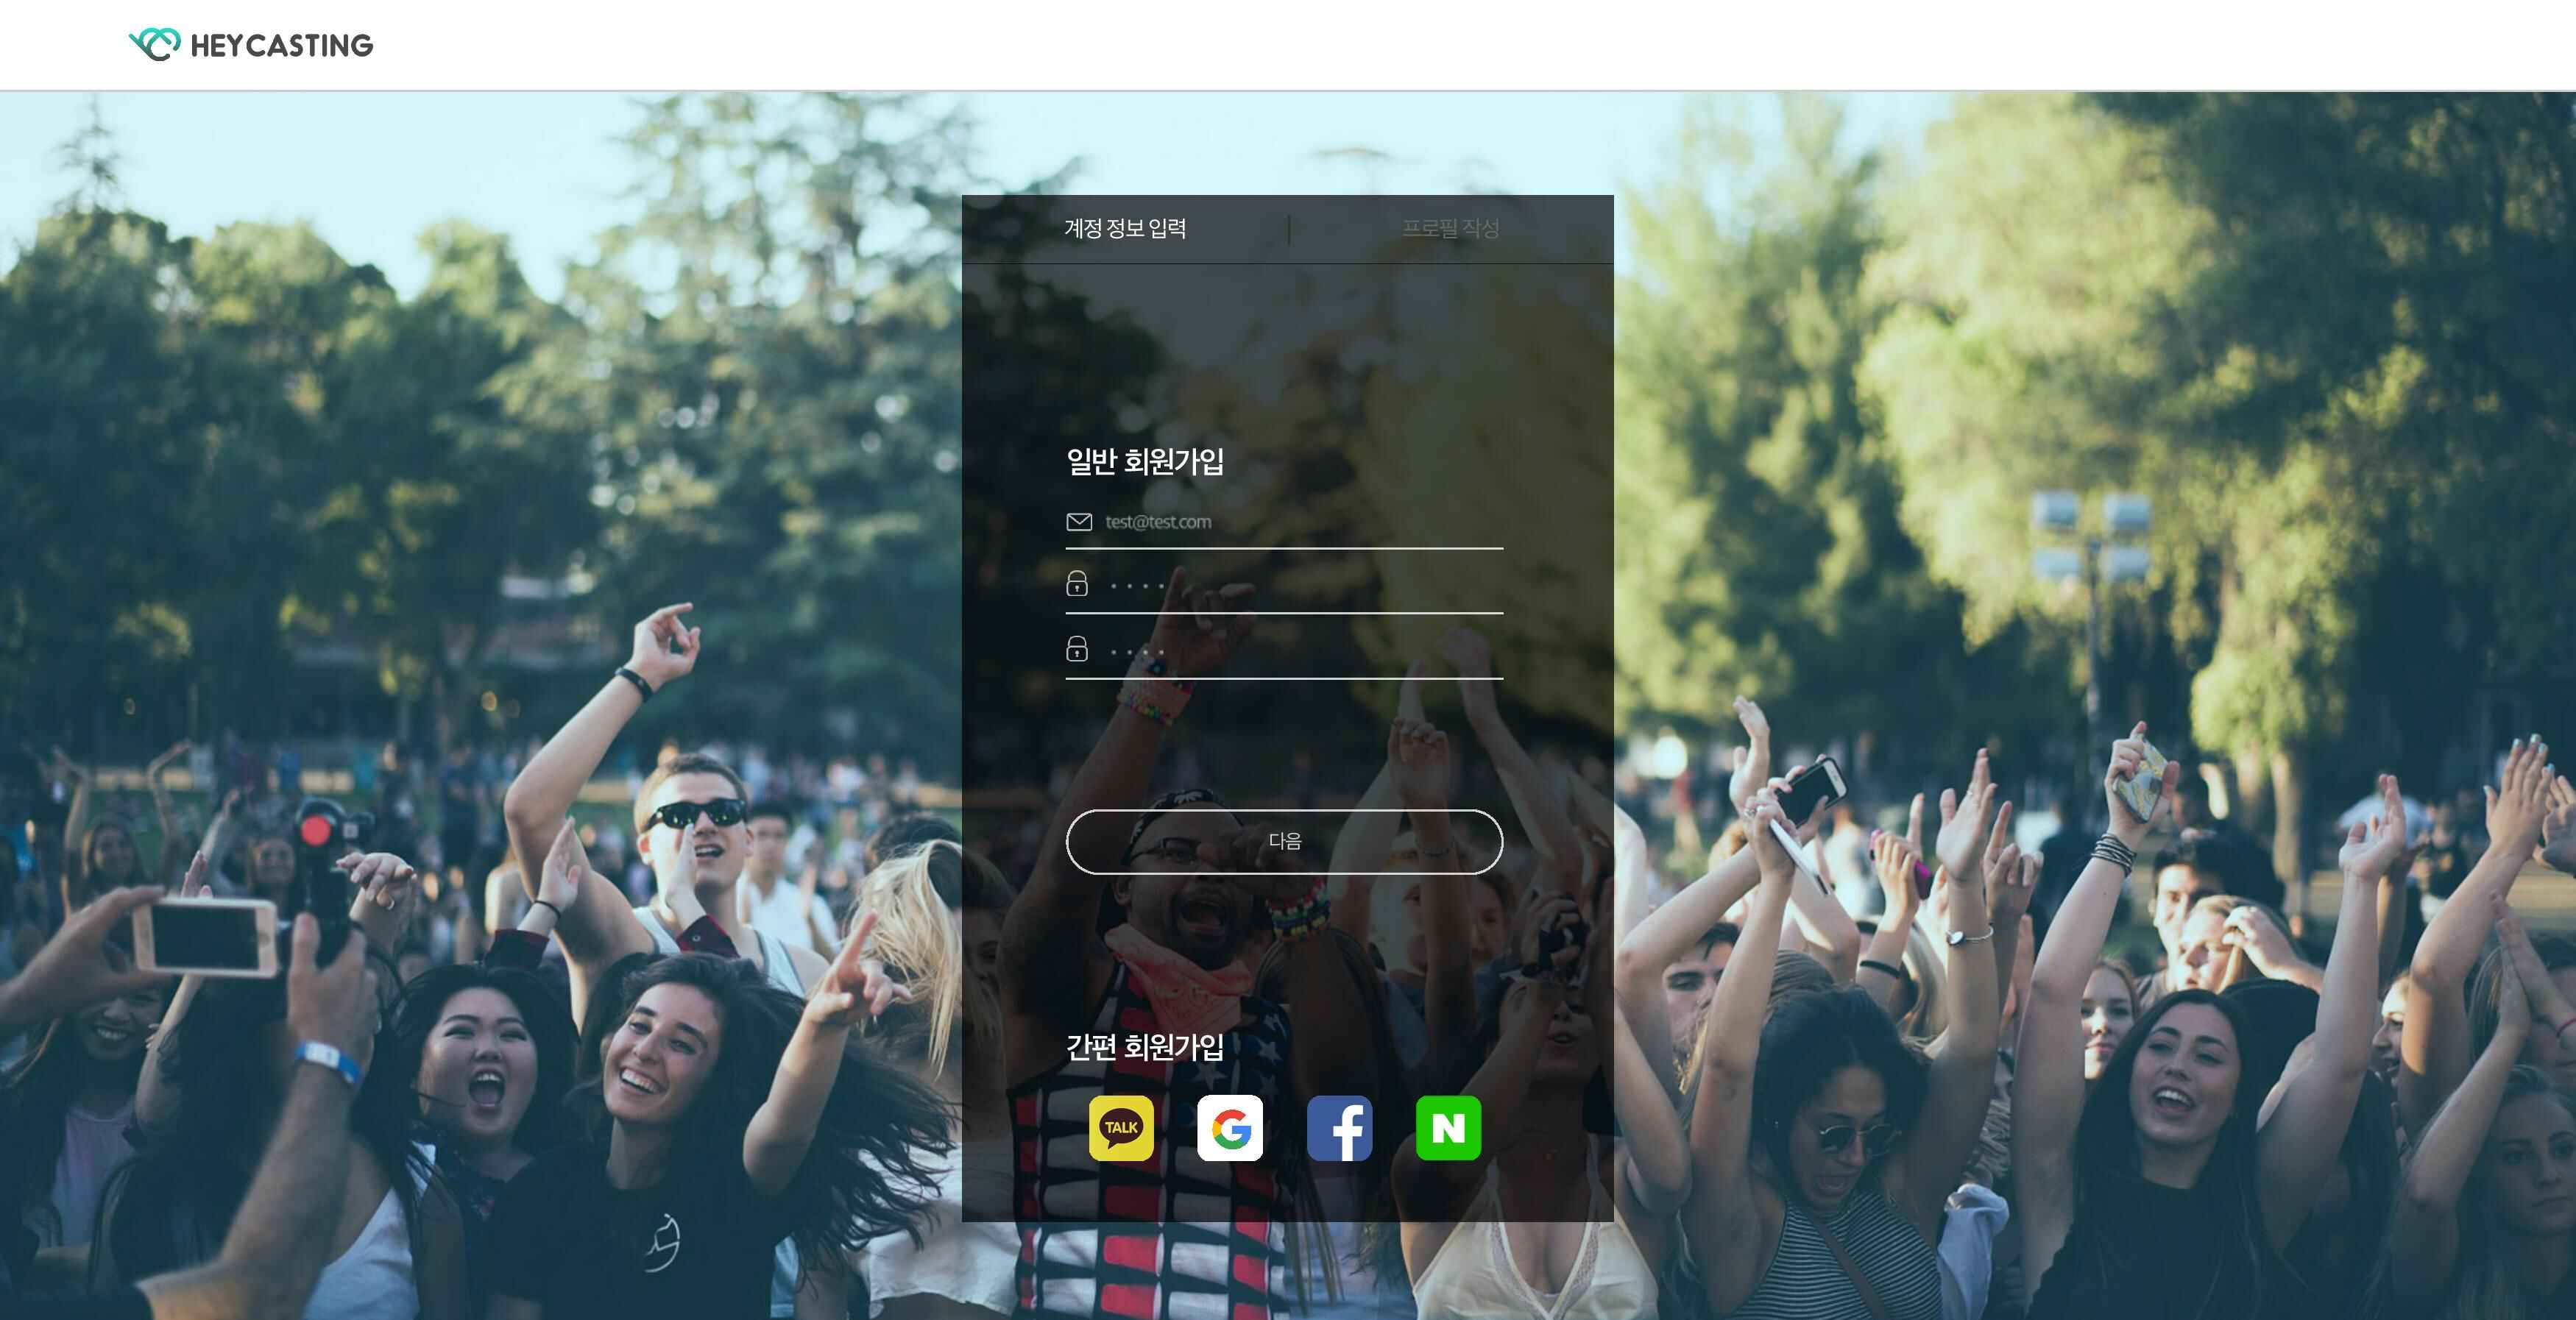 HEYCASTING
계정 정보 입력
프로필 작성
일반 회원가입
test@test.com
다음
간편 회원가입
TALK
G
f
N